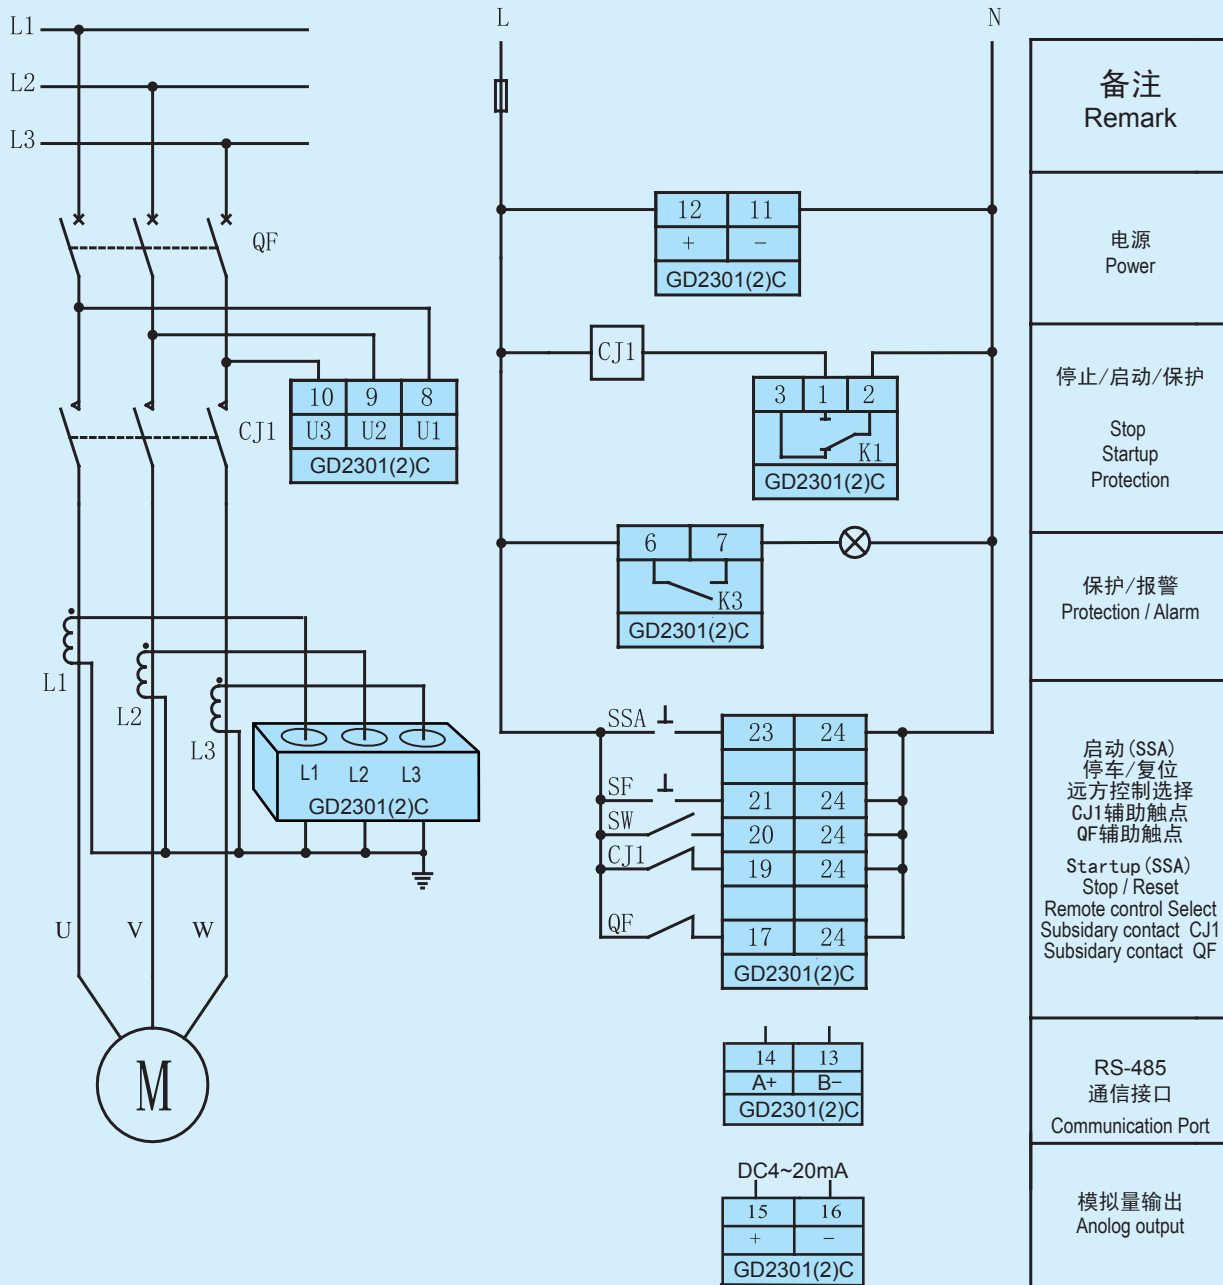 L1
L2
L3
QF
10 9 8
U3 U2 U1
GD2301(2)C
CJ1
L1
L2
L3
L1 L2 L3
GD2301(2)C
U V W
M
L N
12 11
+ -
GD2301(2)C
CJ1
3 1 2
K1
GD2301(2)C
6 7
K3
GD2301(2)C
SSA 23 24
SF 21 24
SW 20 24
CJ1 19 24
QF 17 24
GD2301(2)C
14 13
A+ B-
GD2301(2)C
DC4~20mA
15 16
+ -
GD2301(2)C
备注
Remark
电源
Power
停止/启动/保护
Stop
Startup
Protection
保护/报警
Protection / Alarm
启动(SSA)
停车/复位
远方控制选择
CJ1辅助触点
QF辅助触点
Startup(SSA)
Stop / Reset
Remote control Select
Subsidary contact CJ1
Subsidary contact QF
RS-485
通信接口
Communication Port
模拟量输出
Anolog output